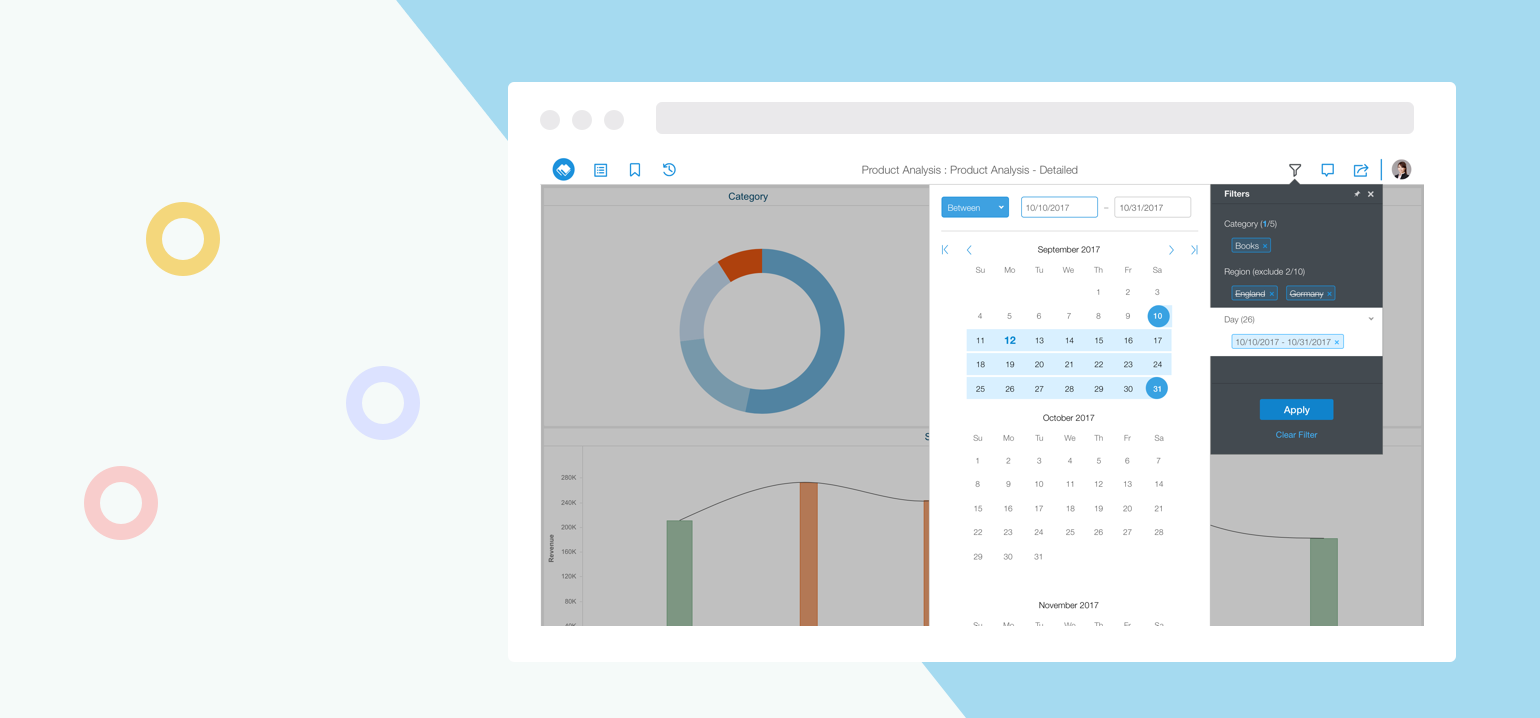 Product Analysis : Product Analysis - Detailed
Category
280K
240K
200K
160K
120K
80K
40K
Revenue
S
Between
10/10/2017
–
10/31/2017
September 2017
Su Mo Tu We Th Fr Sa
1 2 3
4 5 6 7 8 9 10
11 12 13 14 15 16 17
18 19 20 21 22 23 24
25 26 27 28 29 30 31
October 2017
Su Mo Tu We Th Fr Sa
1 2 3 4 5 6 7
8 9 10 11 12 13 14
15 16 17 18 19 20 21
22 23 24 25 26 27 28
29 30 31
November 2017
Su Mo Tu We Th Fr Sa
Filters
Category (1/5)
Books ×
Region (exclude 2/10)
England × Germany ×
Day (26)
10/10/2017 - 10/31/2017 ×
Apply
Clear Filter